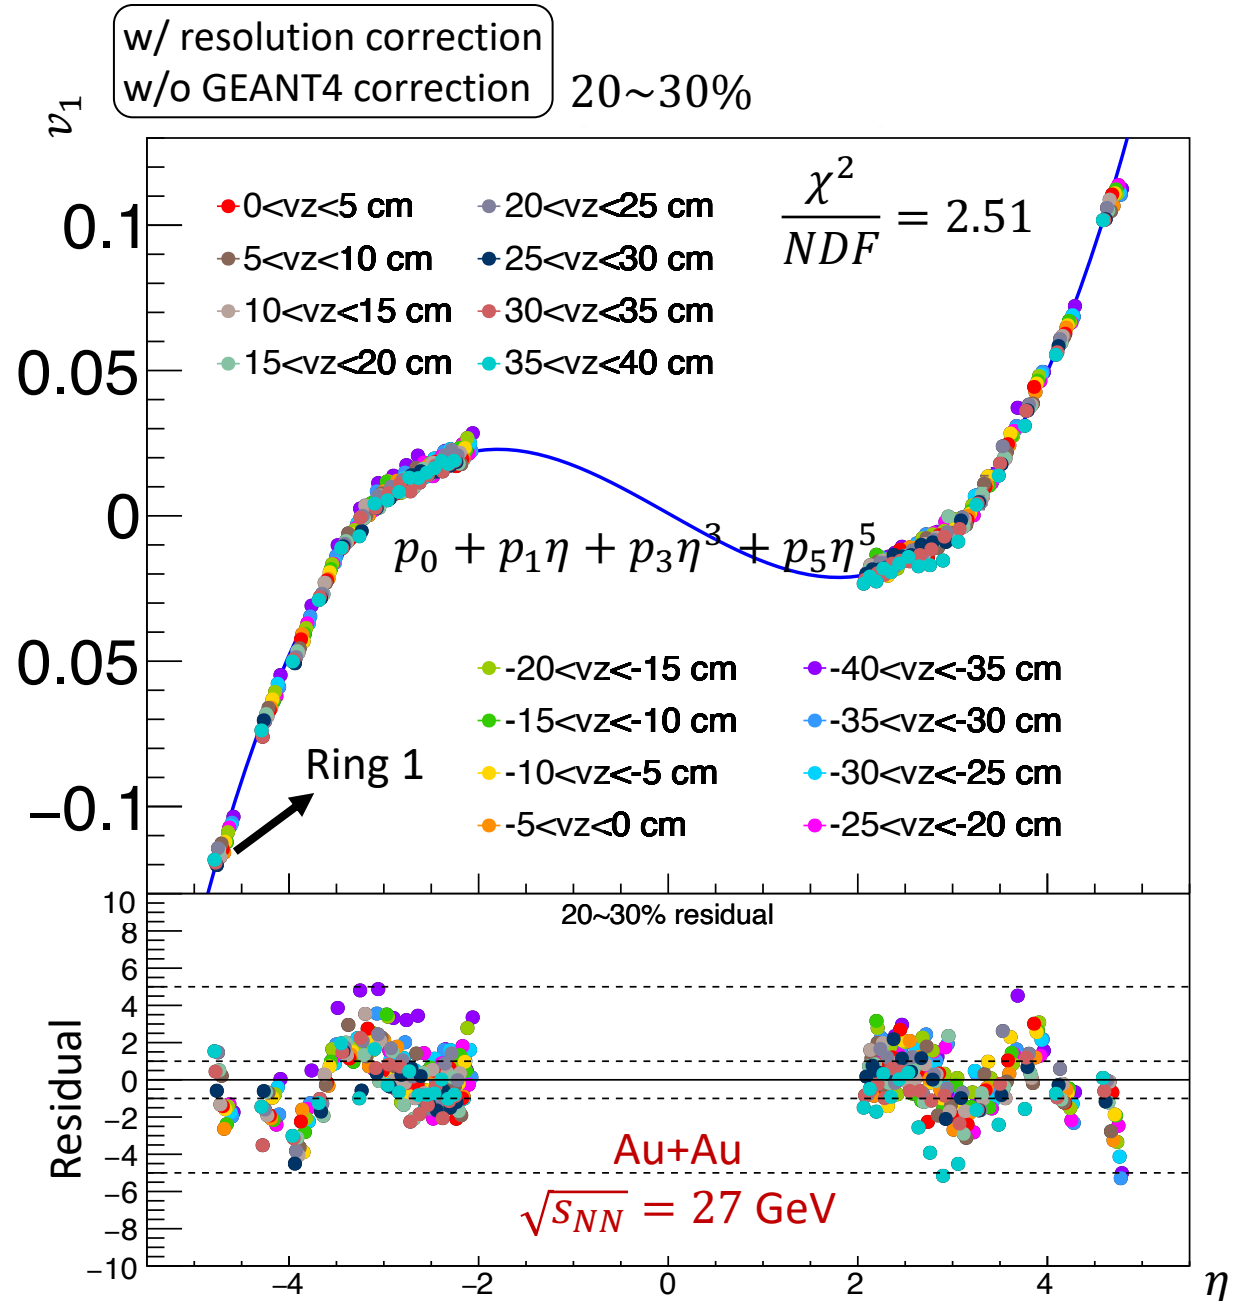 w/ resolution correction
w/o GEANT4 correction
20~30%
v₁
0<vz<5 cm
5<vz<10 cm
10<vz<15 cm
15<vz<20 cm
20<vz<25 cm
25<vz<30 cm
30<vz<35 cm
35<vz<40 cm
χ²/NDF = 2.51
0.1
0.05
0
0.05
−0.1
p₀ + p₁η + p₃η³ + p₅η⁵
Ring 1
-20<vz<-15 cm
-15<vz<-10 cm
-10<vz<-5 cm
-5<vz<0 cm
-40<vz<-35 cm
-35<vz<-30 cm
-30<vz<-25 cm
-25<vz<-20 cm
20~30% residual
Residual
10
8
6
4
2
0
−2
−4
−6
−8
−10
Au+Au
√s_NN = 27 GeV
−4 −2 0 2 4
η